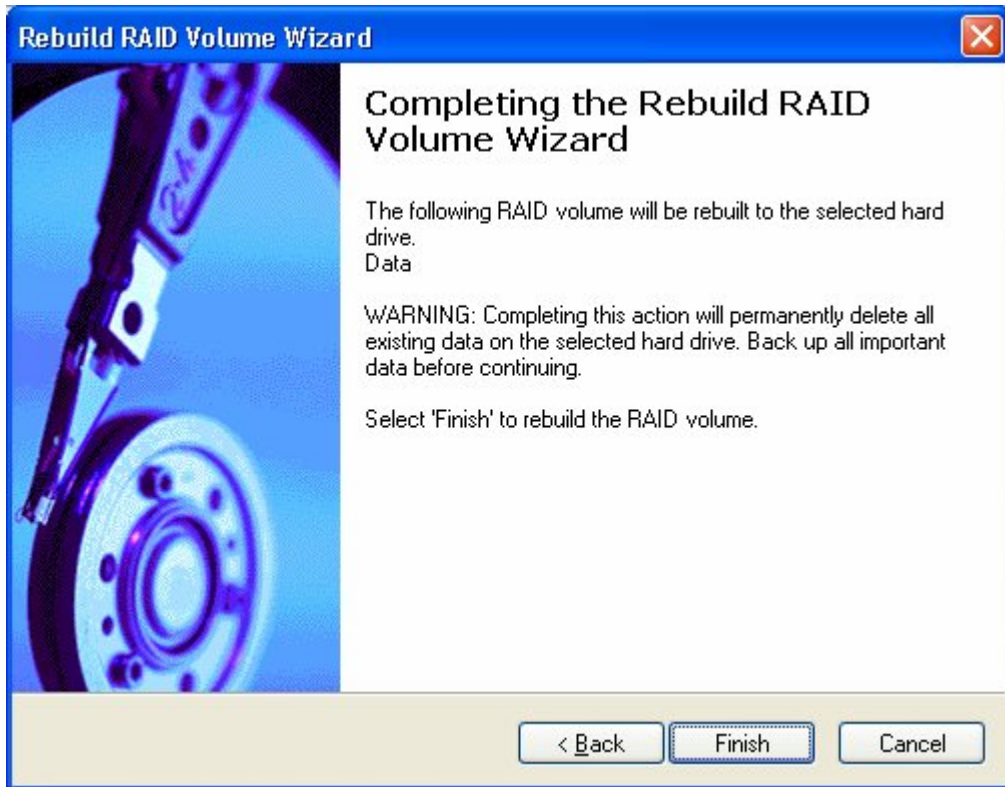 Rebuild RAID Volume Wizard
Completing the Rebuild RAID
Volume Wizard
The following RAID volume will be rebuilt to the selected hard
drive.
Data
WARNING: Completing this action will permanently delete all
existing data on the selected hard drive. Back up all important
data before continuing.
Select 'Finish' to rebuild the RAID volume.
< Back Finish Cancel